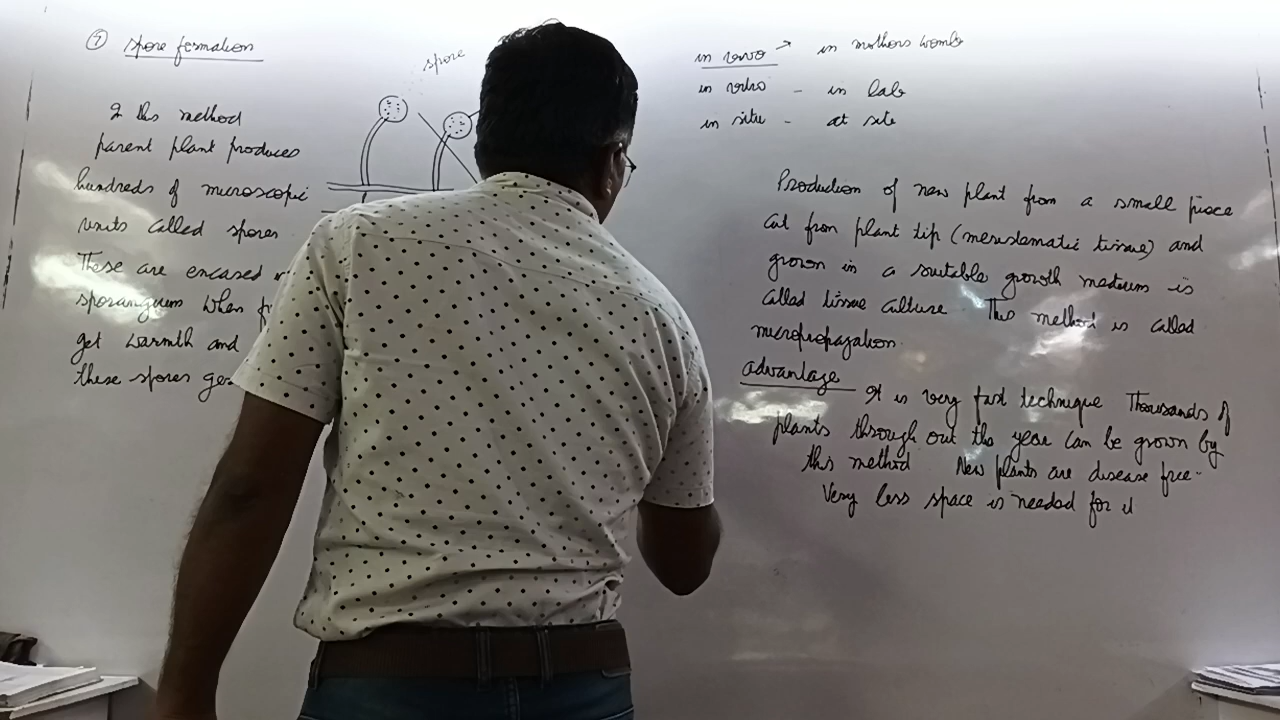 ⑦ spore formation
spore
In this method
parent plant produces
hundreds of microscopic
units called spores
These are encased
sporangium when
get warmth and
these spores ger
in vivo → in mothers womb
in vitro - in lab
in situ - at site
Production of new plant from a small piece
cut from plant tip (meristematic tissue) and
grown in a suitable growth medium is
called tissue culture This method is called
micropropagation.
advantage It is very fast technique Thousands of
plants through out the year can be grown by
this method New plants are disease free.
Very less space is needed for it